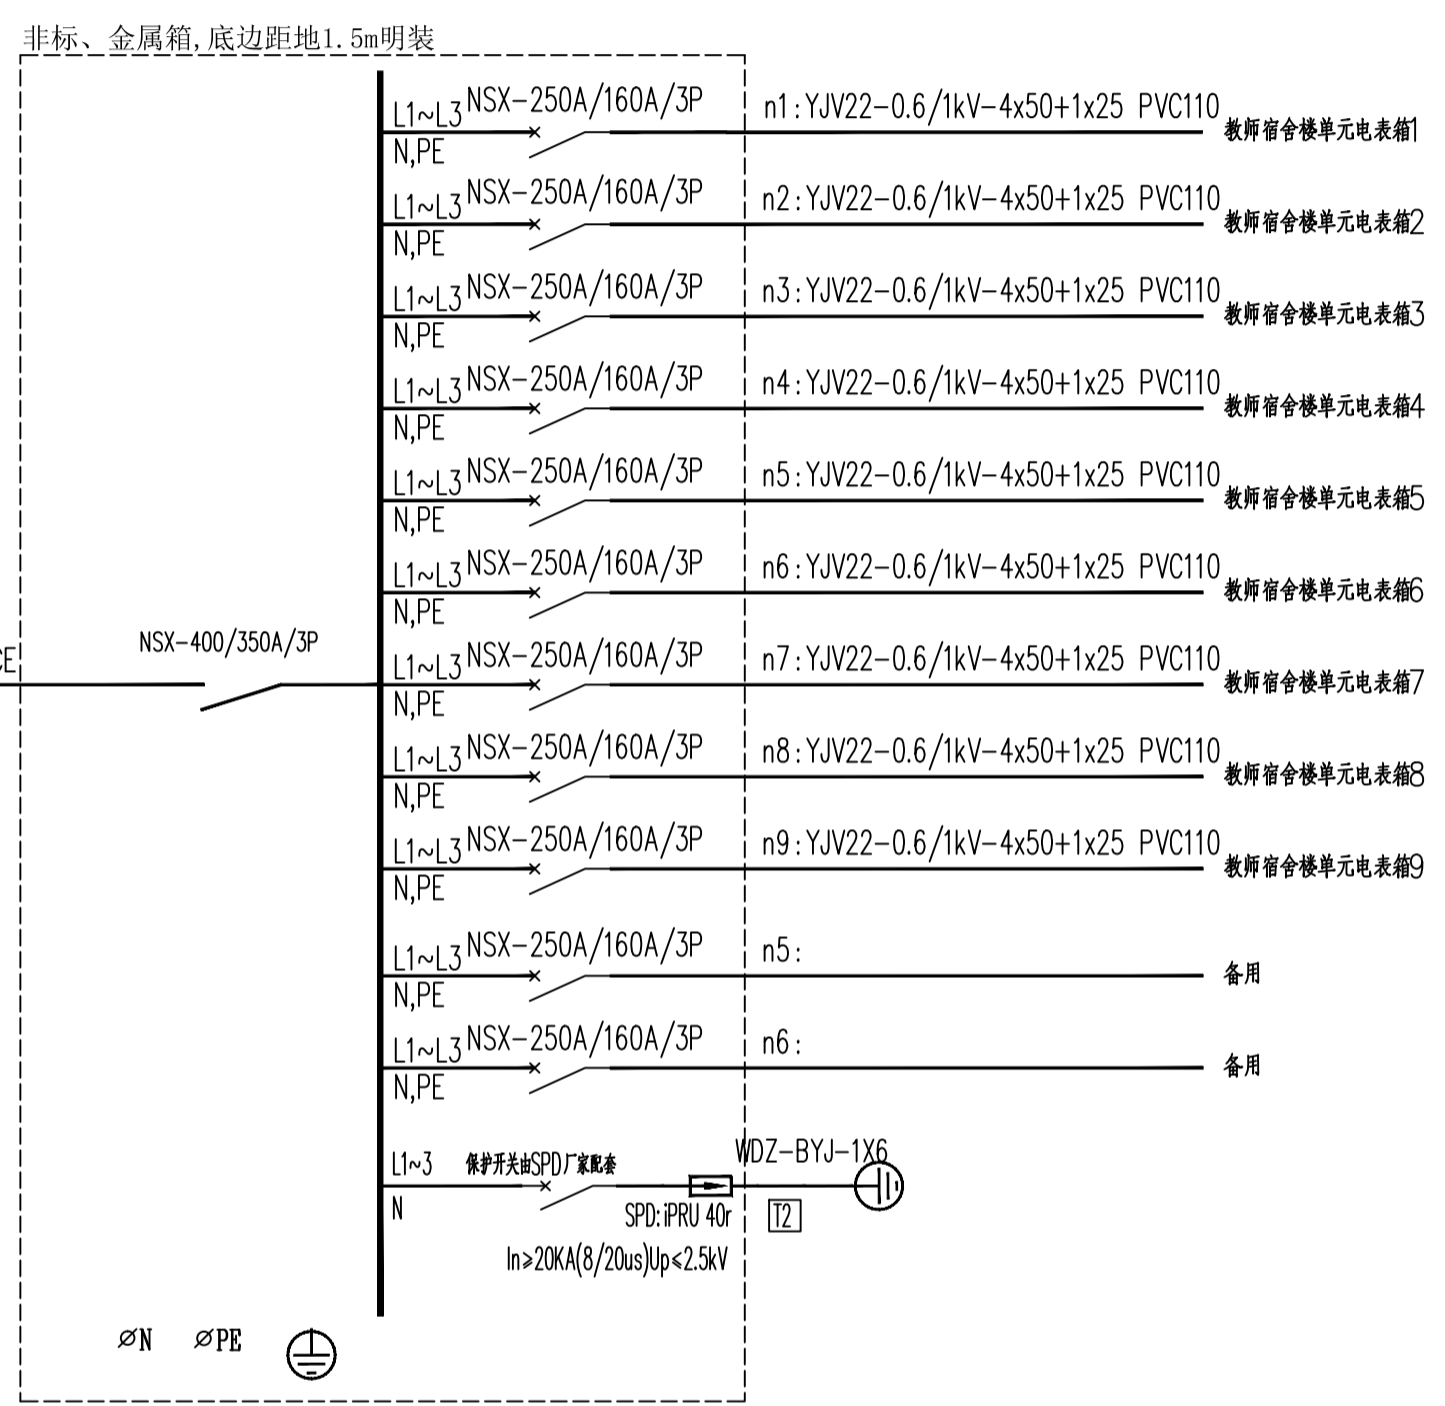 非标、金属箱,底边距地1.5m明装
L1~L3 NSX-250A/160A/3P n1:YJV22-0.6/1kV-4x50+1x25 PVC110 教师宿舍楼单元电表箱1
N,PE
L1~L3 NSX-250A/160A/3P n2:YJV22-0.6/1kV-4x50+1x25 PVC110 教师宿舍楼单元电表箱2
N,PE
L1~L3 NSX-250A/160A/3P n3:YJV22-0.6/1kV-4x50+1x25 PVC110 教师宿舍楼单元电表箱3
N,PE
L1~L3 NSX-250A/160A/3P n4:YJV22-0.6/1kV-4x50+1x25 PVC110 教师宿舍楼单元电表箱4
N,PE
L1~L3 NSX-250A/160A/3P n5:YJV22-0.6/1kV-4x50+1x25 PVC110 教师宿舍楼单元电表箱5
N,PE
L1~L3 NSX-250A/160A/3P n6:YJV22-0.6/1kV-4x50+1x25 PVC110 教师宿舍楼单元电表箱6
N,PE
NSX-400/350A/3P
L1~L3 NSX-250A/160A/3P n7:YJV22-0.6/1kV-4x50+1x25 PVC110 教师宿舍楼单元电表箱7
N,PE
L1~L3 NSX-250A/160A/3P n8:YJV22-0.6/1kV-4x50+1x25 PVC110 教师宿舍楼单元电表箱8
N,PE
L1~L3 NSX-250A/160A/3P n9:YJV22-0.6/1kV-4x50+1x25 PVC110 教师宿舍楼单元电表箱9
N,PE
L1~L3 NSX-250A/160A/3P n5: 备用
N,PE
L1~L3 NSX-250A/160A/3P n6: 备用
N,PE
L1~3 保护开关由SPD厂家配套 WDZ-BYJ-1X6
N SPD:iPRU 40r T2
In≥20KA(8/20us)Up≤2.5kV
⌀N ⌀PE